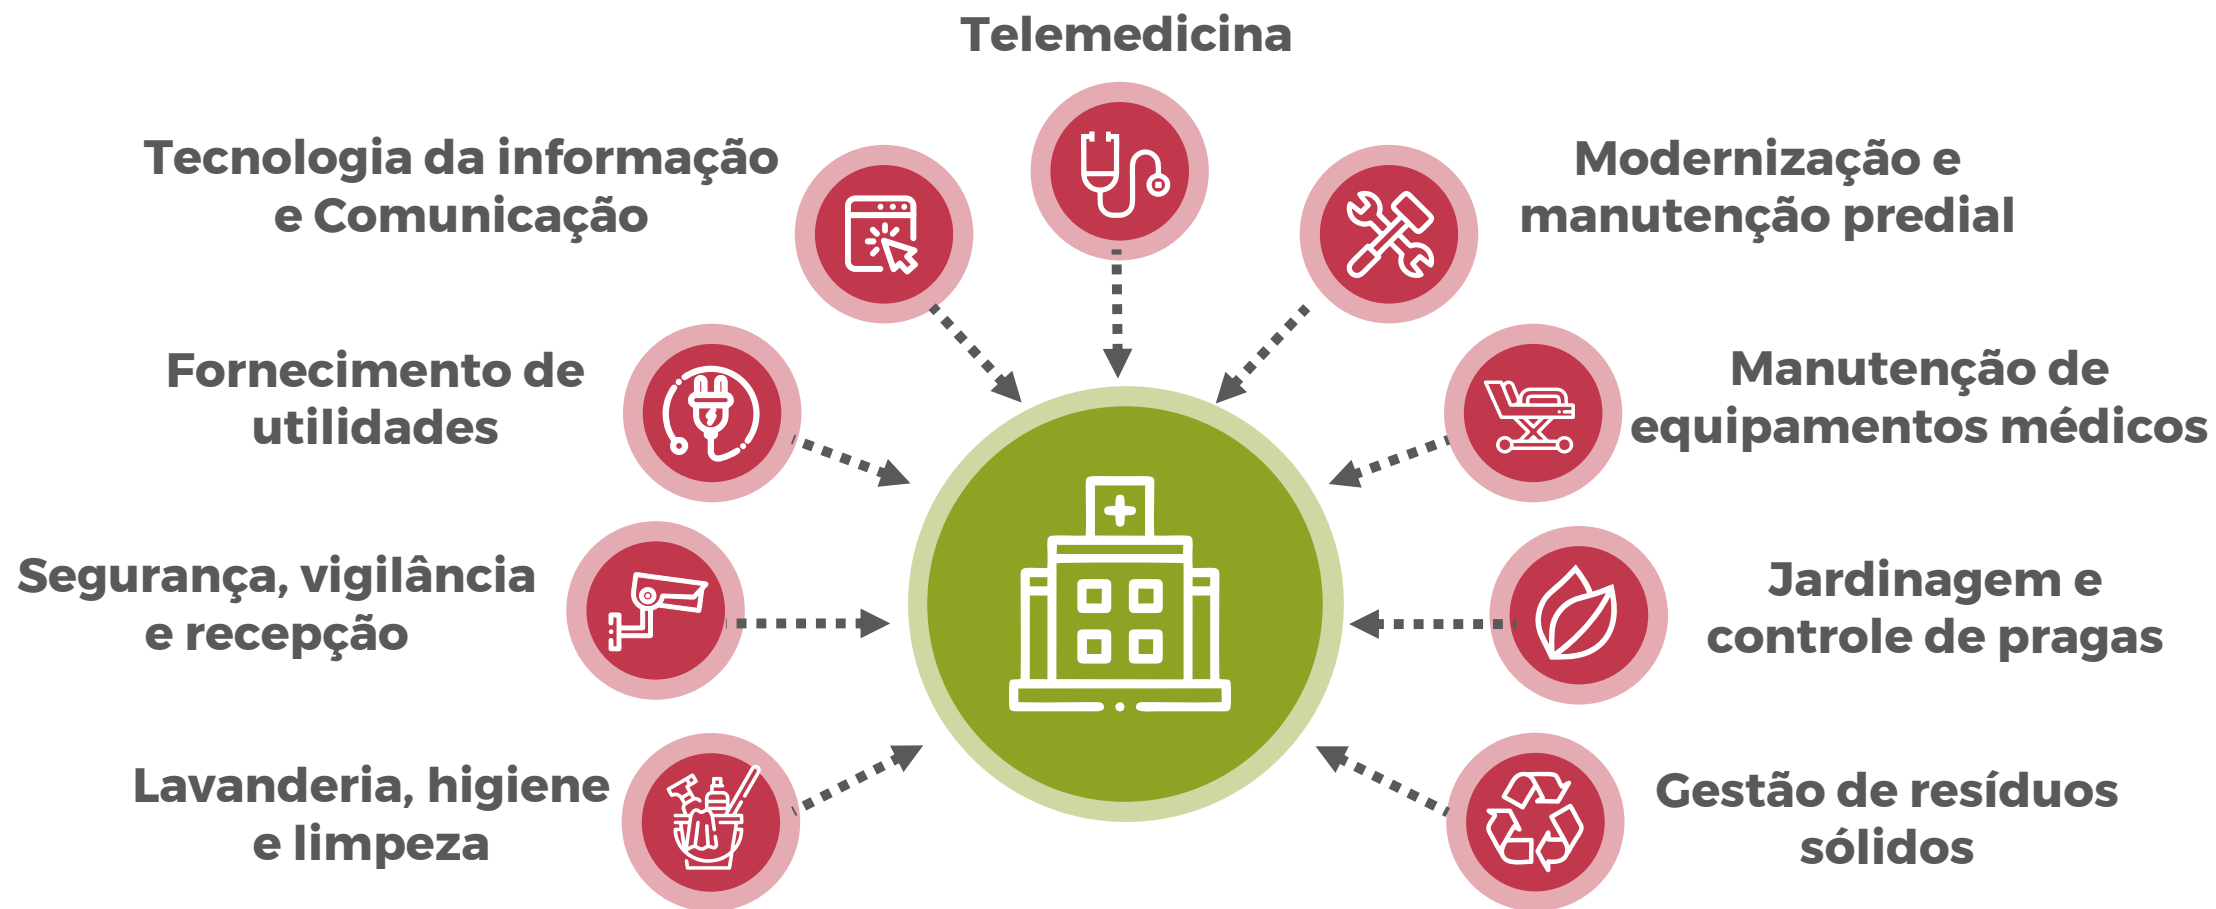 Telemedicina
Tecnologia da informação
e Comunicação
Modernização e
manutenção predial
Fornecimento de
utilidades
Manutenção de
equipamentos médicos
Segurança, vigilância
e recepção
Jardinagem e
controle de pragas
Lavanderia, higiene
e limpeza
Gestão de resíduos
sólidos